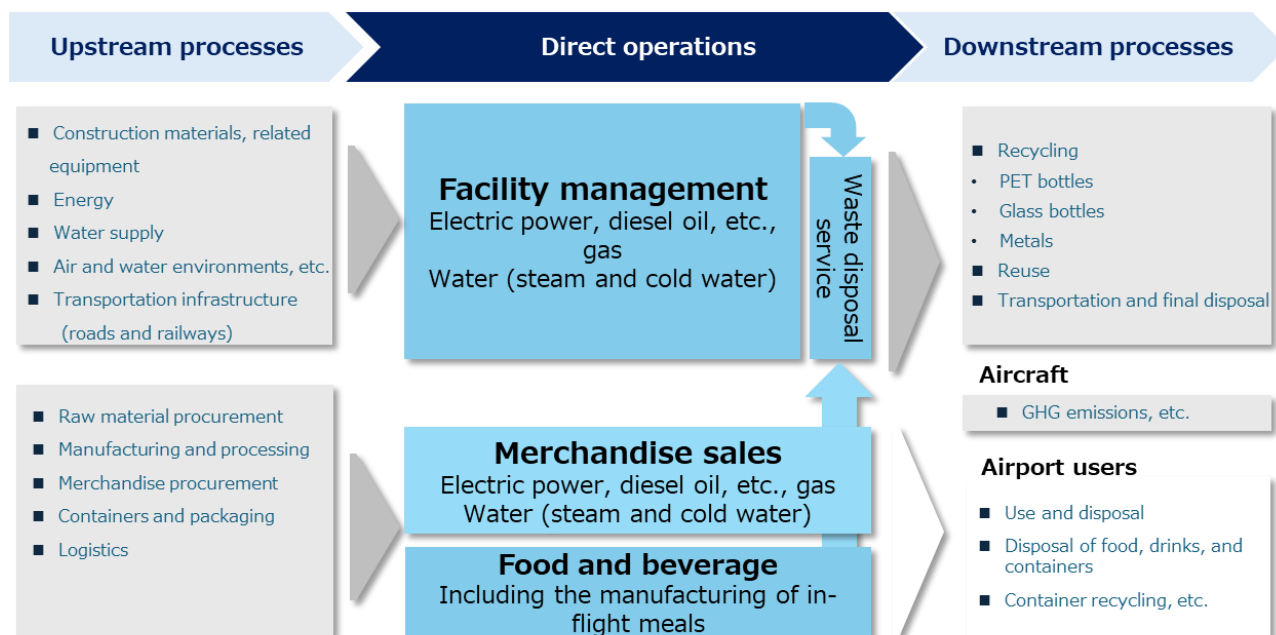 Upstream processes
Direct operations
Downstream processes
■ Construction materials, related
equipment
■ Energy
■ Water supply
■ Air and water environments, etc.
■ Transportation infrastructure
(roads and railways)
Facility management
Electric power, diesel oil, etc.,
gas
Water (steam and cold water)
Waste disposal
service
■ Recycling
• PET bottles
• Glass bottles
• Metals
■ Reuse
■ Transportation and final disposal
Aircraft
■ GHG emissions, etc.
■ Raw material procurement
■ Manufacturing and processing
■ Merchandise procurement
■ Containers and packaging
■ Logistics
Merchandise sales
Electric power, diesel oil, etc., gas
Water (steam and cold water)
Food and beverage
Including the manufacturing of in-
flight meals
Airport users
■ Use and disposal
■ Disposal of food, drinks, and
containers
■ Container recycling, etc.